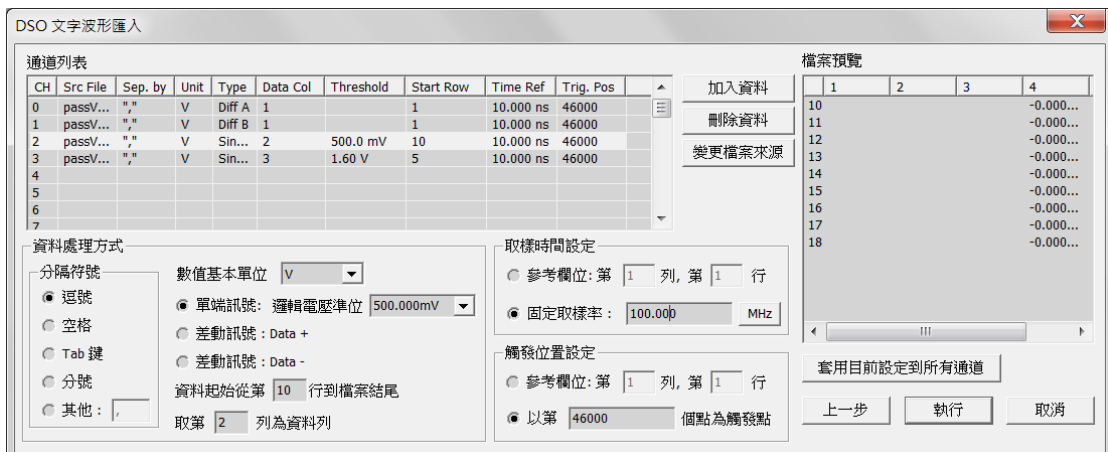 DSO 文字波形匯入
通道列表
CH Src File Sep. by Unit Type Data Col Threshold Start Row Time Ref Trig. Pos
0 passV... "," V Diff A 1 1 10.000 ns 46000
1 passV... "," V Diff B 1 1 10.000 ns 46000
2 passV... "," V Sin... 2 500.0 mV 10 10.000 ns 46000
3 passV... "," V Sin... 3 1.60 V 5 10.000 ns 46000
4
5
6
7
加入資料
刪除資料
變更檔案來源
檔案預覽
1 2 3 4
10 -0.000...
11 -0.000...
12 -0.000...
13 -0.000...
14 -0.000...
15 -0.000...
16 -0.000...
17 -0.000...
18 -0.000...
資料處理方式
分隔符號
逗號
空格
Tab 鍵
分號
其他： ,
數值基本單位 V
單端訊號: 邏輯電壓準位 500.000mV
差動訊號 : Data +
差動訊號 : Data -
資料起始從第 10 行到檔案結尾
取第 2 列為資料列
取樣時間設定
參考欄位: 第 1 列, 第 1 行
固定取樣率： 100.000 MHz
觸發位置設定
參考欄位: 第 1 列, 第 1 行
以第 46000 個點為觸發點
套用目前設定到所有通道
上一步 執行 取消